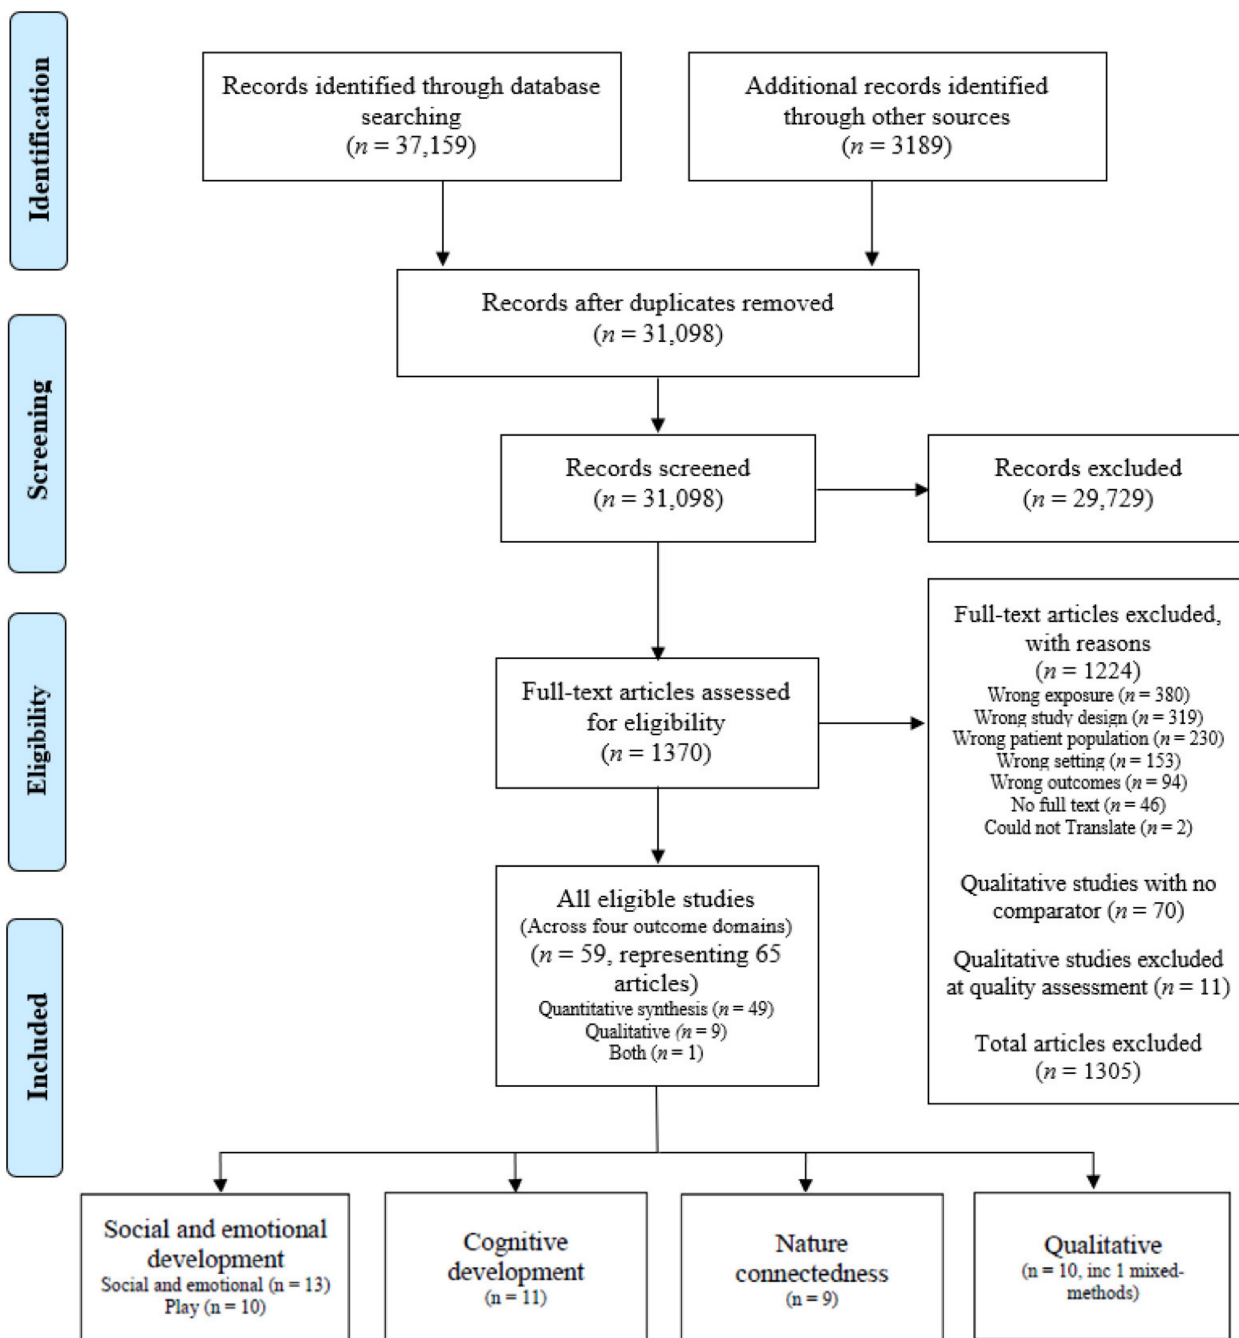 Identification
Records identified through database
searching
(n = 37,159)
Additional records identified
through other sources
(n = 3189)
Records after duplicates removed
(n = 31,098)
Screening
Records screened
(n = 31,098)
Records excluded
(n = 29,729)
Eligibility
Full-text articles assessed
for eligibility
(n = 1370)
Full-text articles excluded,
with reasons
(n = 1224)
Wrong exposure (n = 380)
Wrong study design (n = 319)
Wrong patient population (n = 230)
Wrong setting (n = 153)
Wrong outcomes (n = 94)
No full text (n = 46)
Could not Translate (n = 2)
Qualitative studies with no
comparator (n = 70)
Qualitative studies excluded
at quality assessment (n = 11)
Total articles excluded
(n = 1305)
Included
All eligible studies
(Across four outcome domains)
(n = 59, representing 65
articles)
Quantitative synthesis (n = 49)
Qualitative (n = 9)
Both (n = 1)
Social and emotional
development
Social and emotional (n = 13)
Play (n = 10)
Cognitive
development
(n = 11)
Nature
connectedness
(n = 9)
Qualitative
(n = 10, inc 1 mixed-
methods)